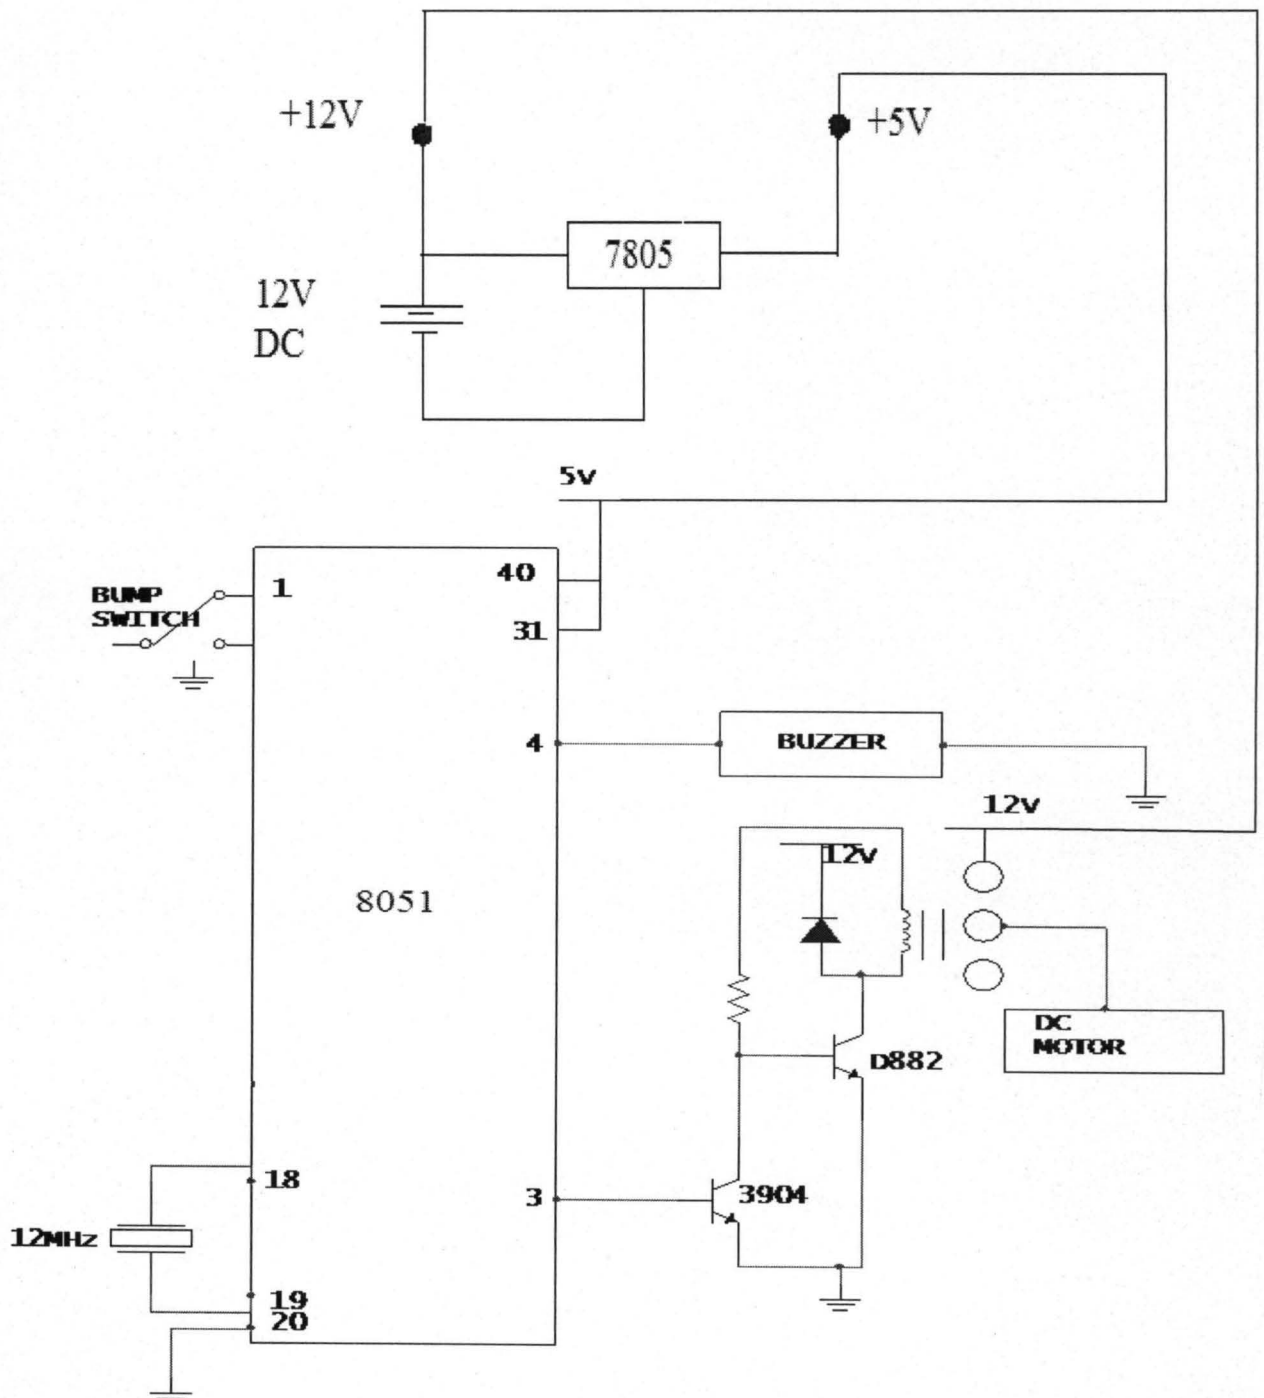 +12V
+5V
7805
12V
DC
5v
1
40
BUMP
SWITCH
31
4
BUZZER
12v
12v
8051
DC
MOTOR
D882
18
3
3904
12MHz
19
20